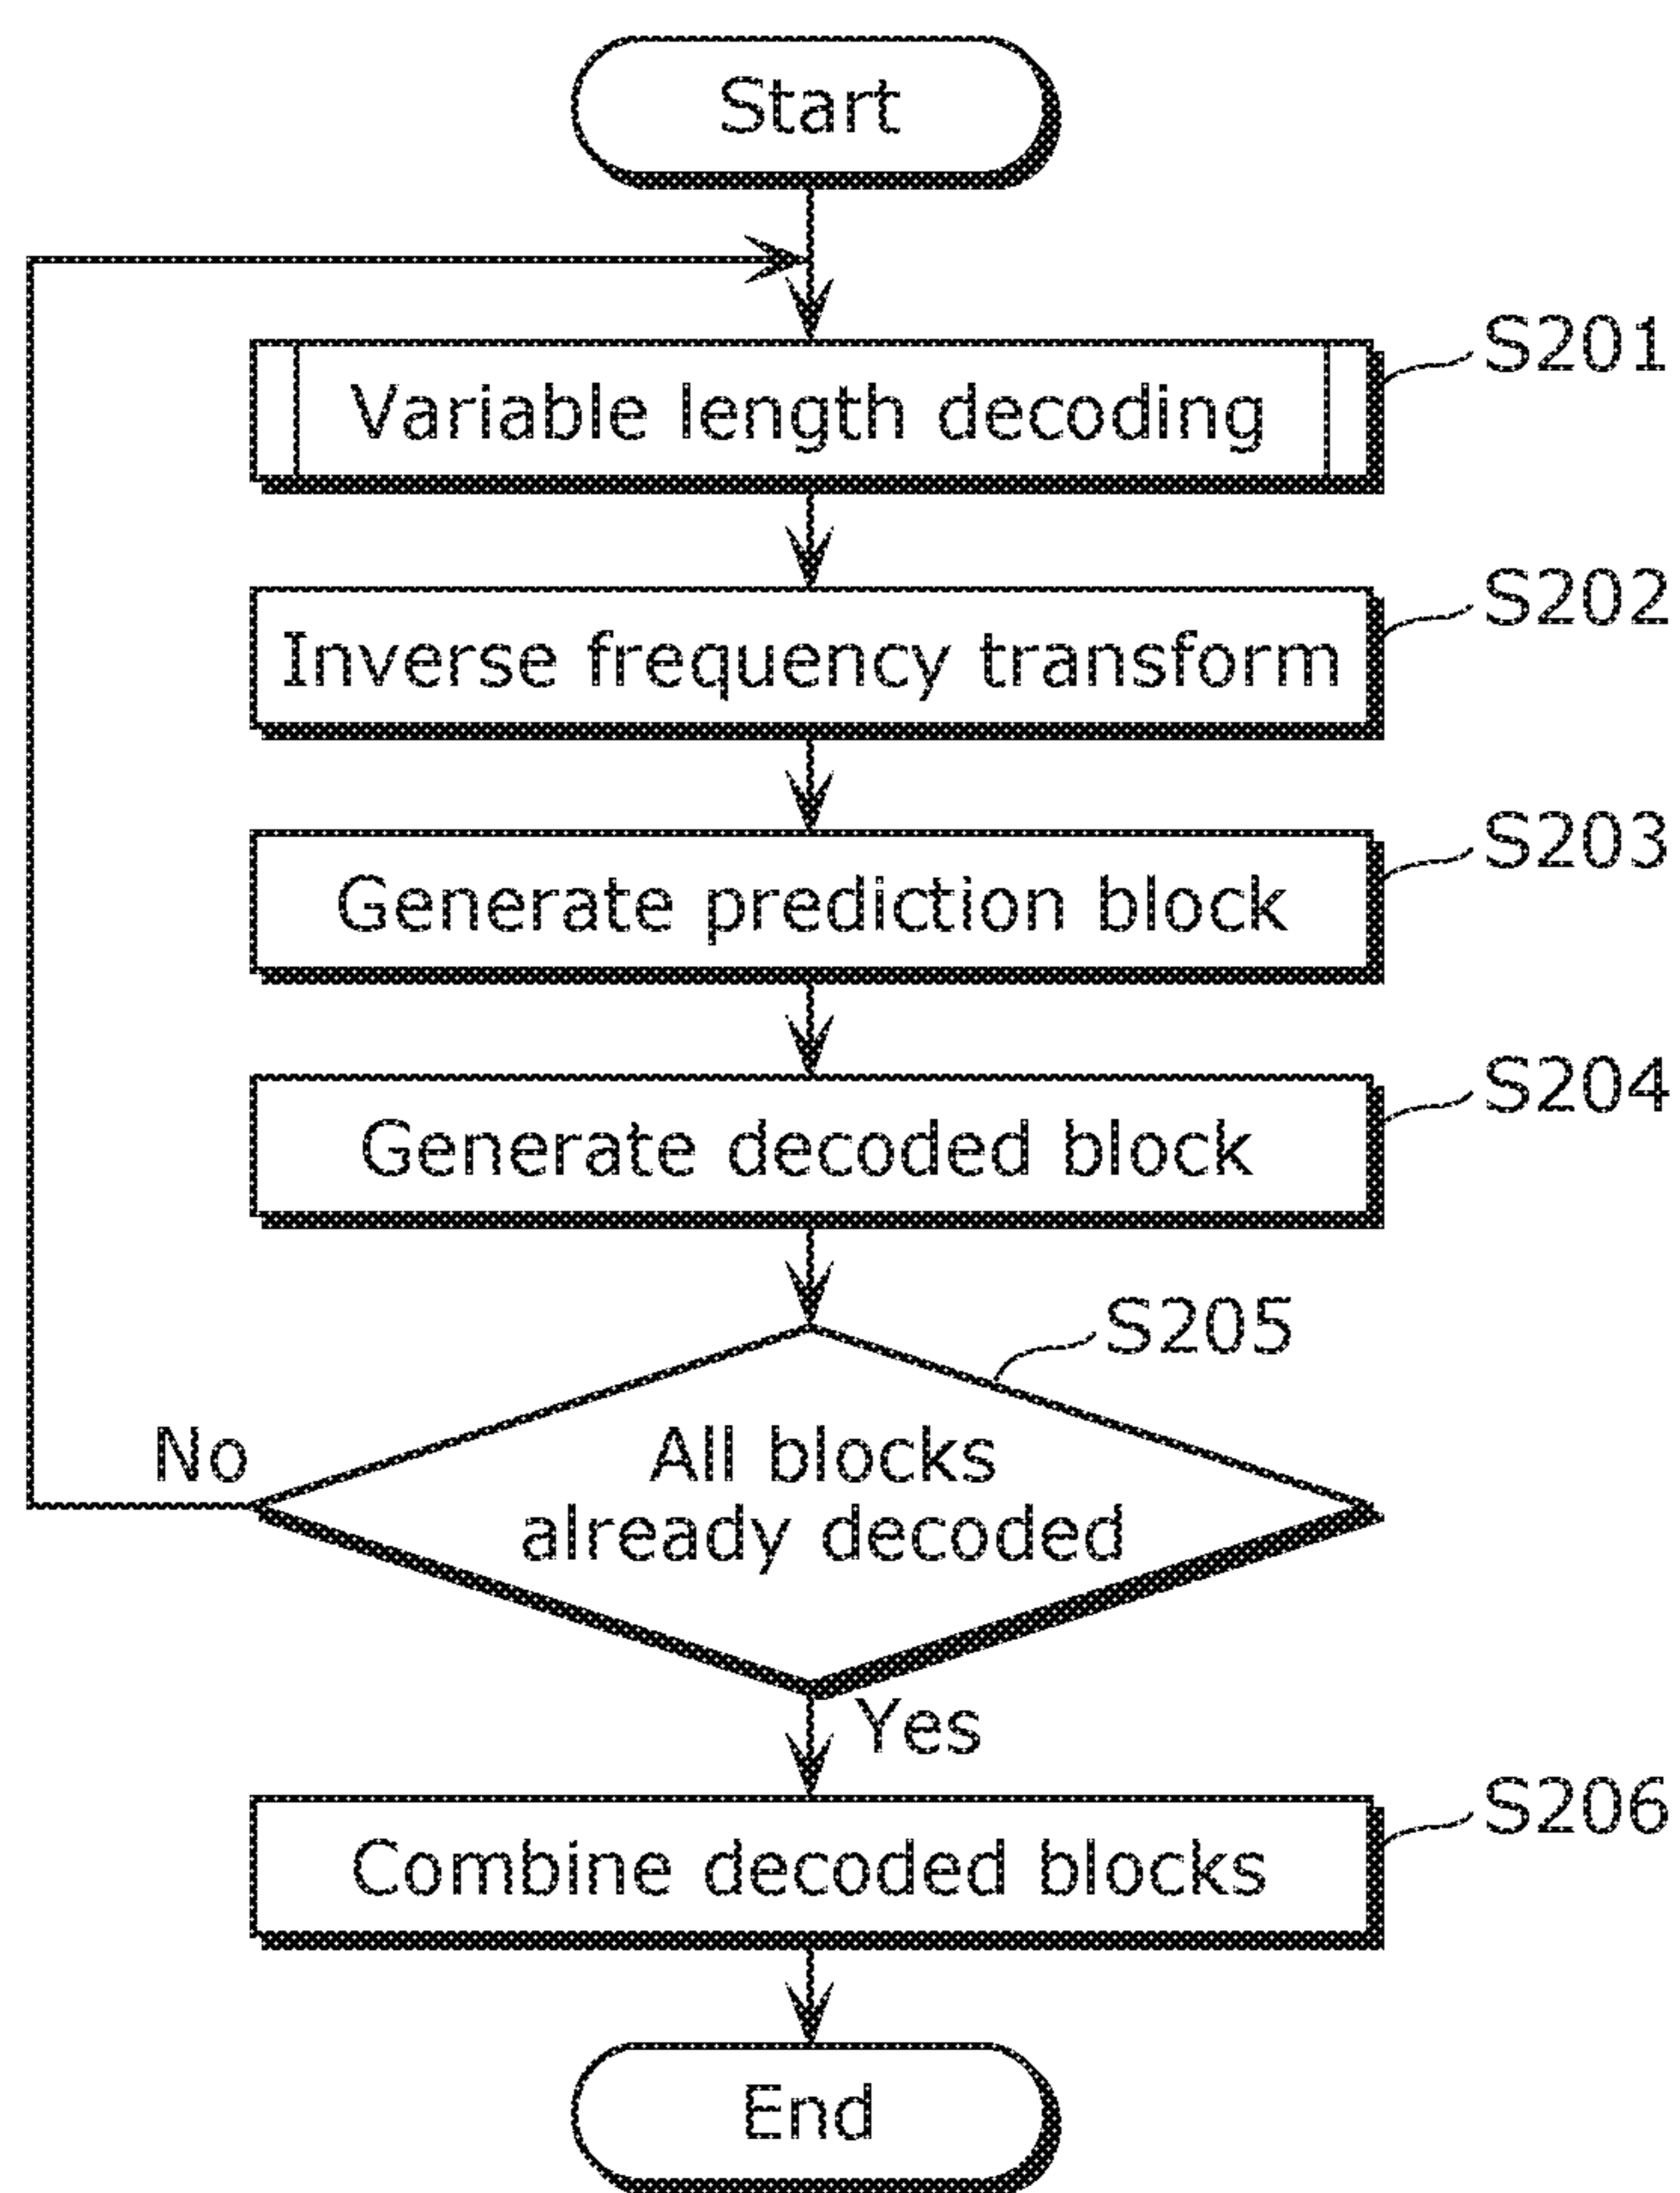 Start
Variable length decoding
S201
Inverse frequency transform
S202
Generate prediction block
S203
Generate decoded block
S204
S205
All blocks
already decoded
No
Yes
Combine decoded blocks
S206
End